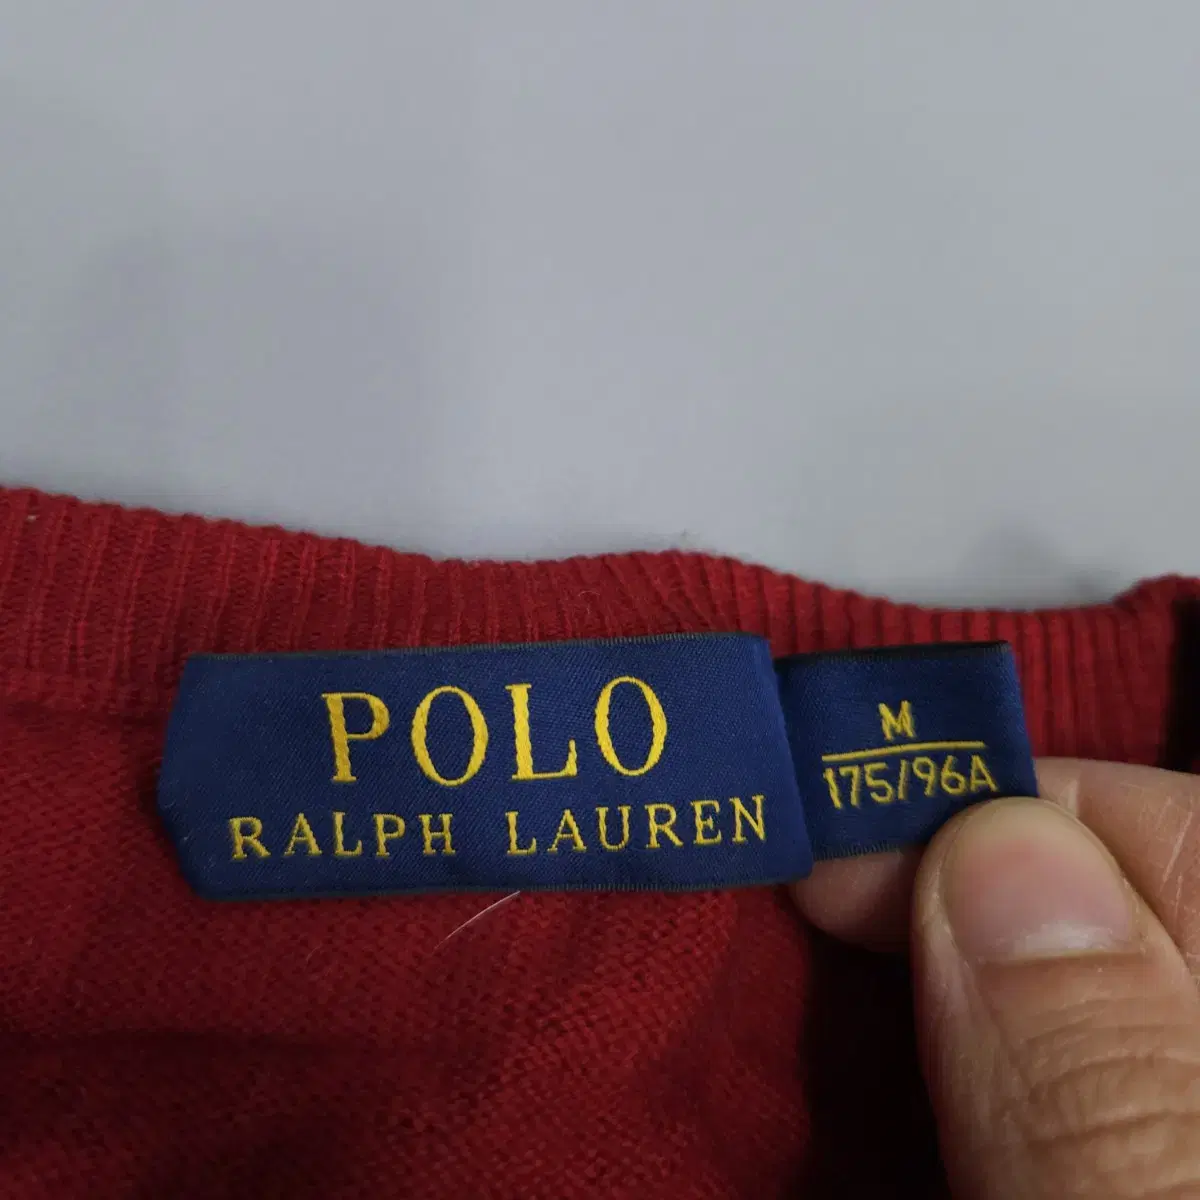 POLO
RALPH LAUREN
M
175/96A